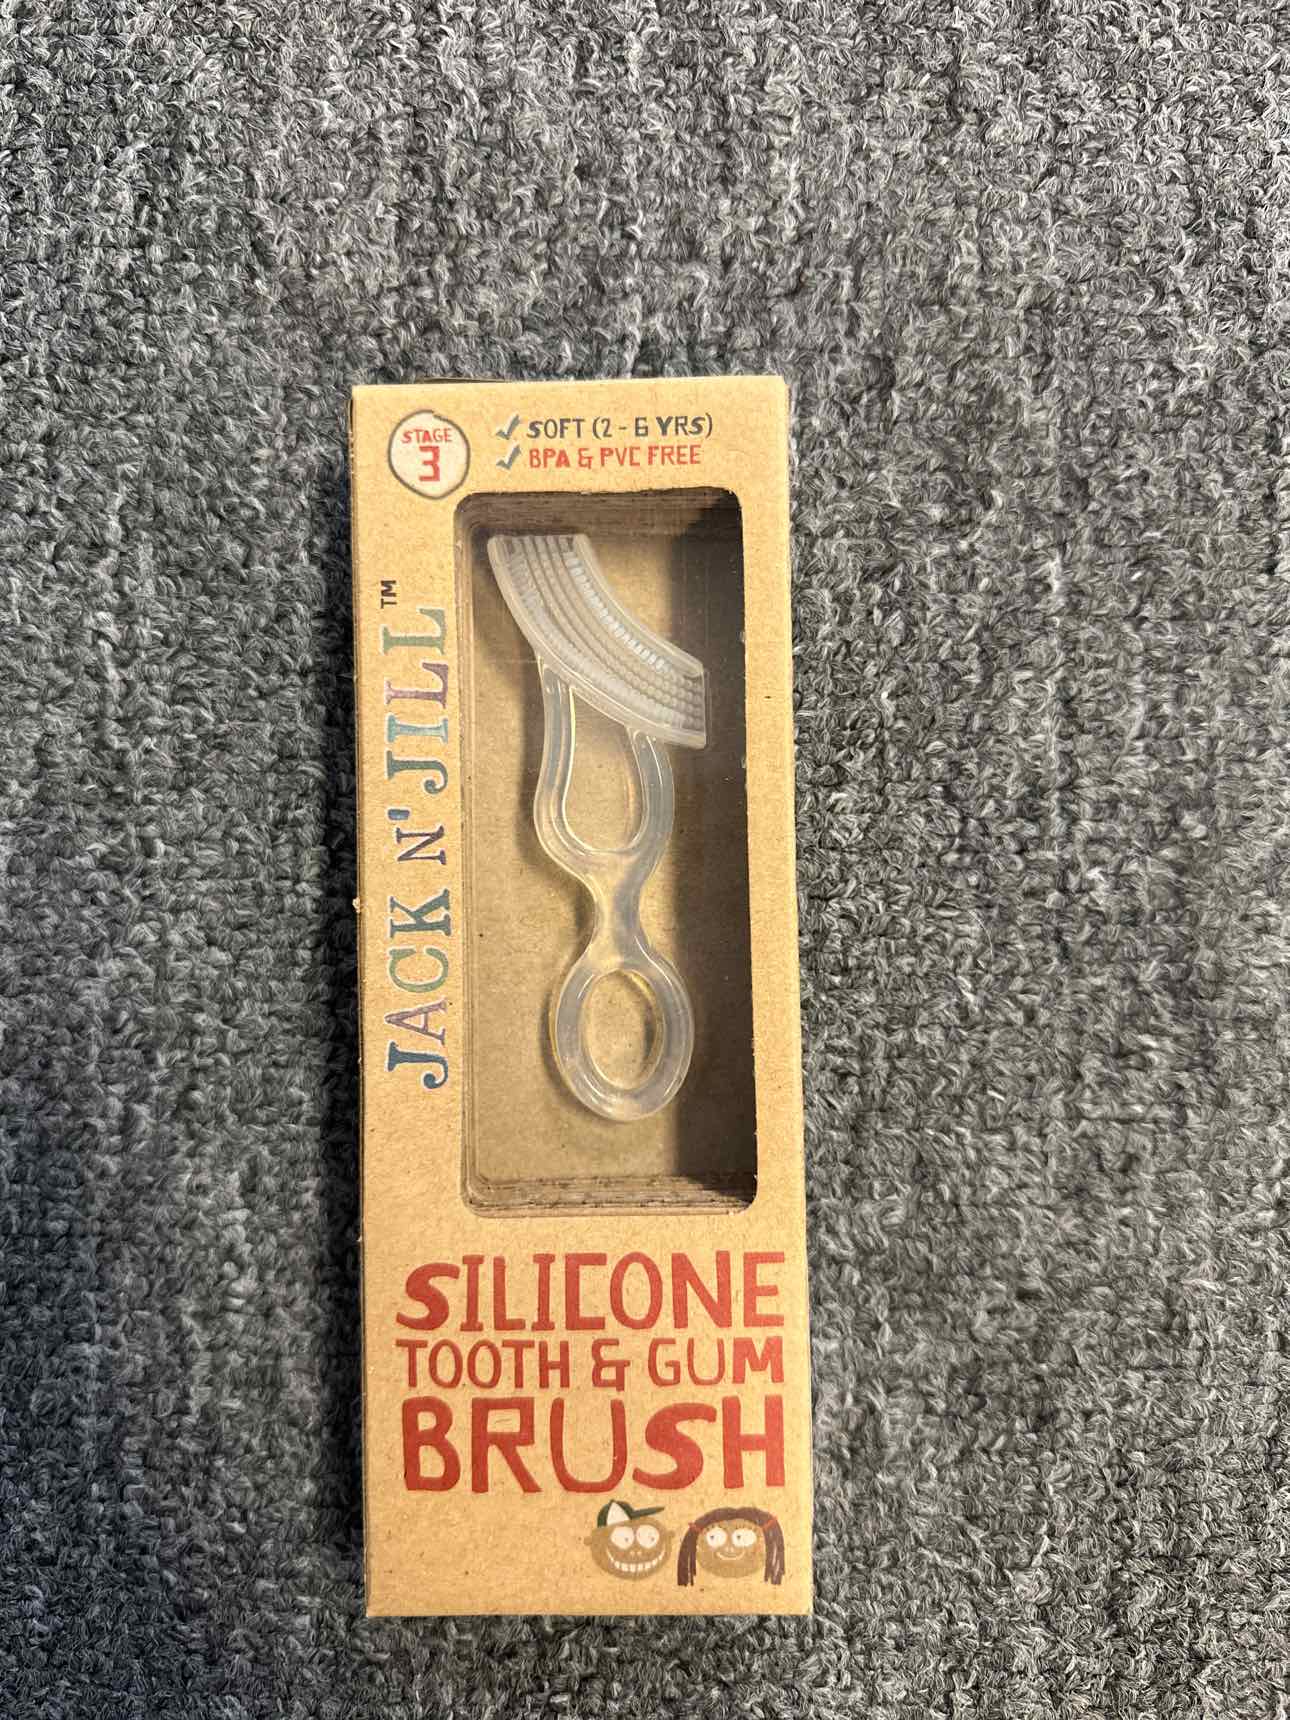 STAGE
3
SOFT (2 - 6 YRS)
BPA & PVC FREE
JACK N' JILL™
SILICONE
TOOTH & GUM
BRUSH